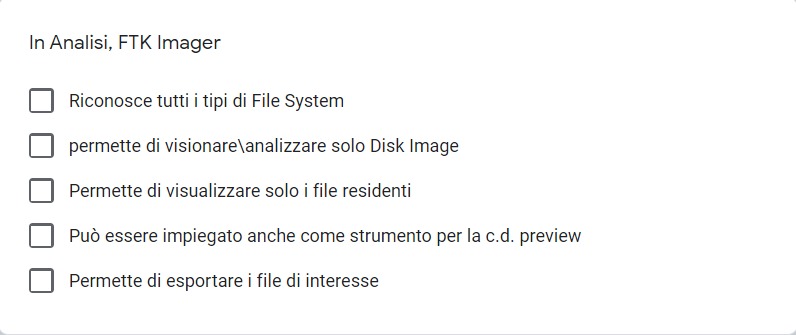 In Analisi, FTK Imager
Riconosce tutti i tipi di File System
permette di visionare\analizzare solo Disk Image
Permette di visualizzare solo i file residenti
Può essere impiegato anche come strumento per la c.d. preview
Permette di esportare i file di interesse